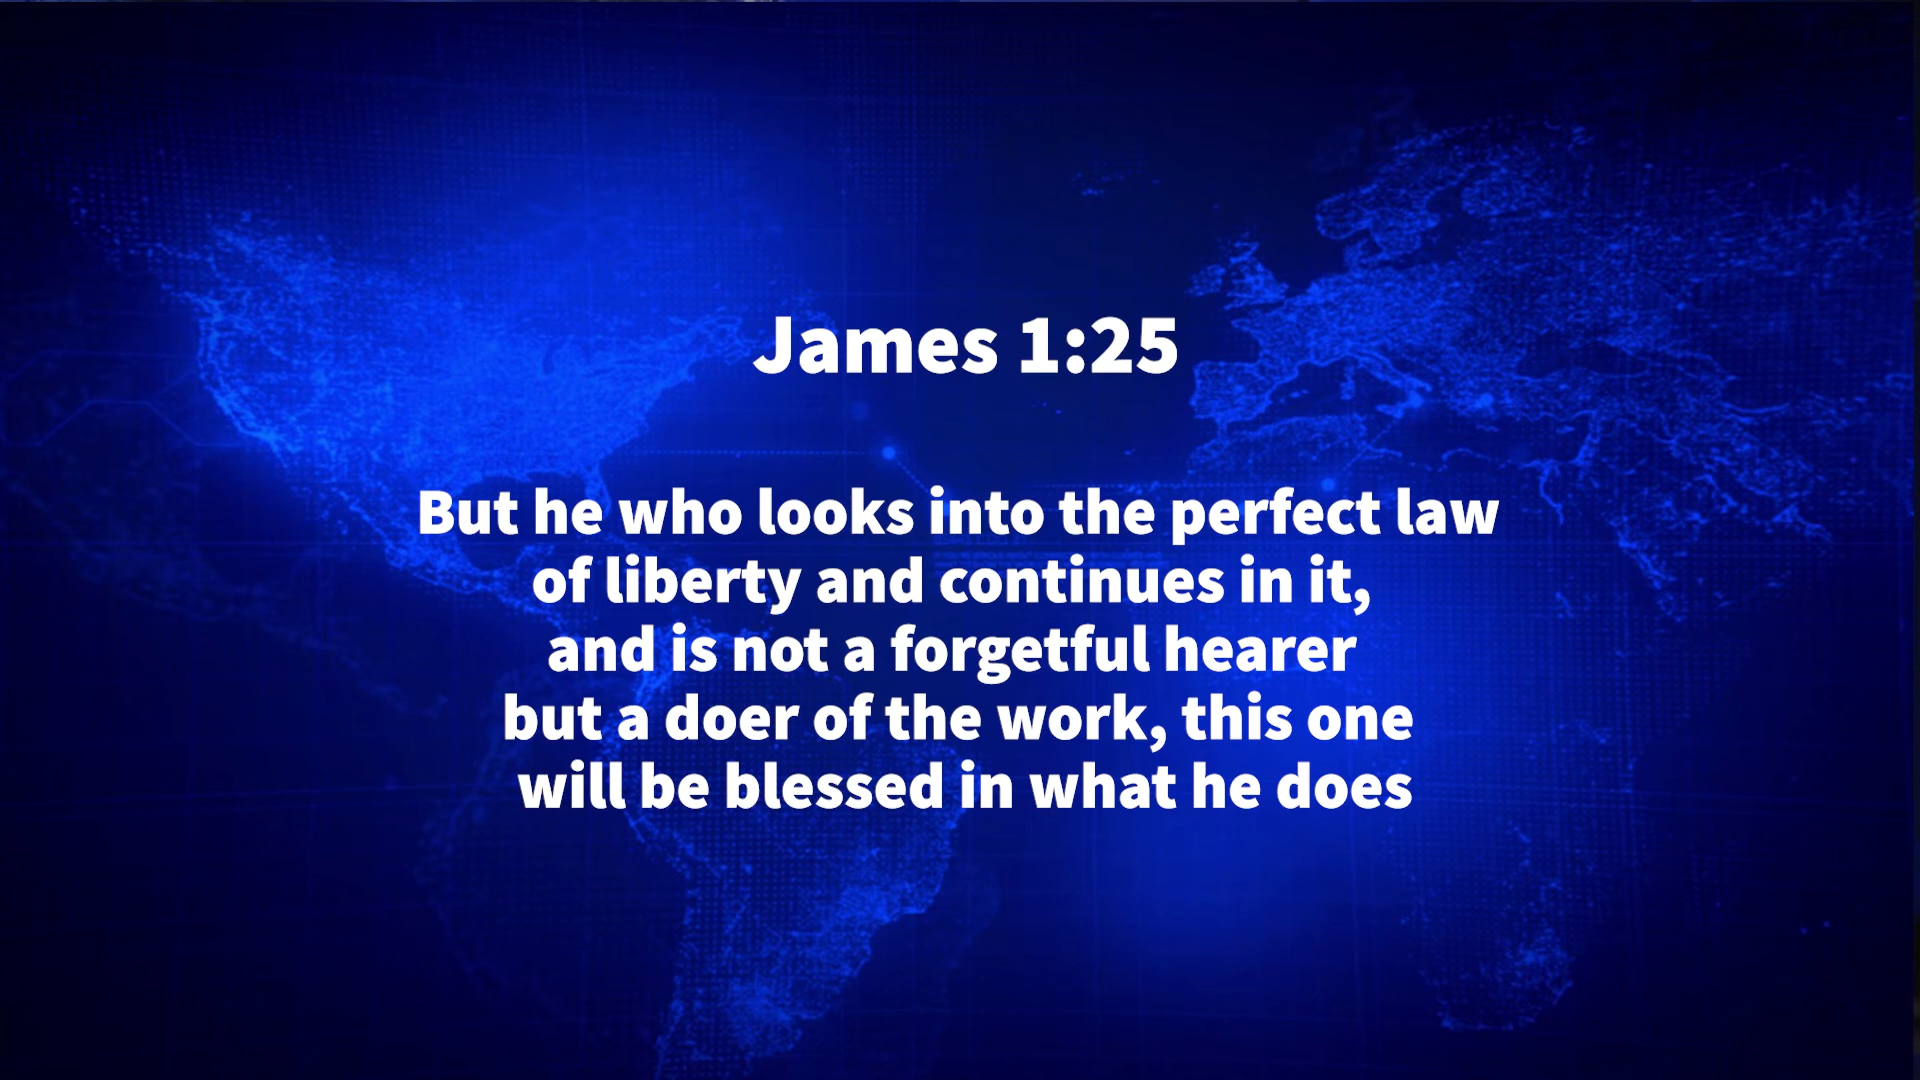 James 1:25
But he who looks into the perfect law
of liberty and continues in it,
and is not a forgetful hearer
but a doer of the work, this one
will be blessed in what he does